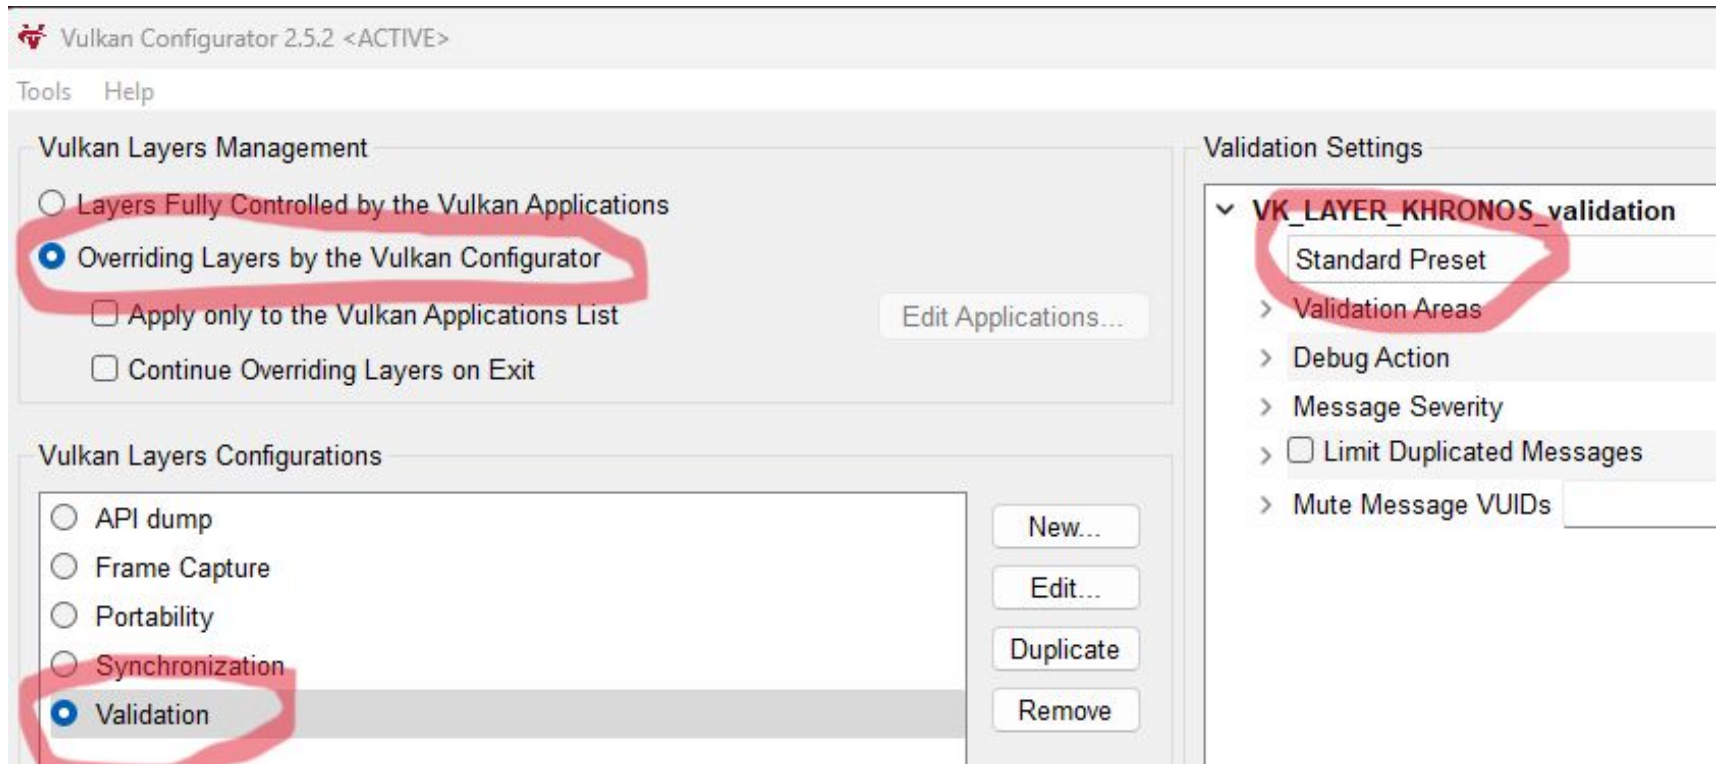 Vulkan Configurator 2.5.2 <ACTIVE>
Tools Help
Vulkan Layers Management
Layers Fully Controlled by the Vulkan Applications
Overriding Layers by the Vulkan Configurator
Apply only to the Vulkan Applications List
Edit Applications...
Continue Overriding Layers on Exit
Vulkan Layers Configurations
API dump
Frame Capture
Portability
Synchronization
Validation
New...
Edit...
Duplicate
Remove
Validation Settings
VK_LAYER_KHRONOS_validation
Standard Preset
Validation Areas
Debug Action
Message Severity
Limit Duplicated Messages
Mute Message VUIDs